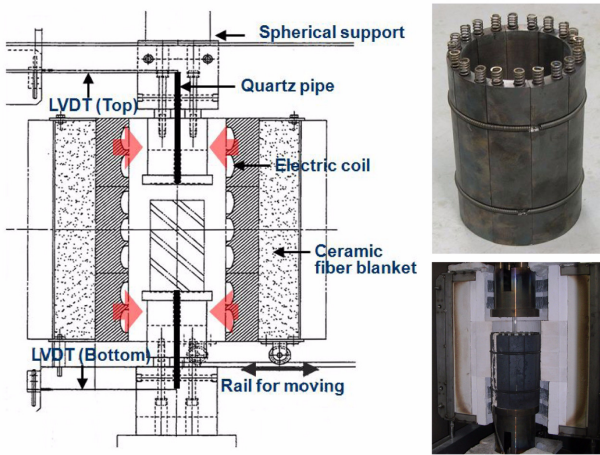 Spherical support
Quartz pipe
LVDT (Top)
Electric coil
Ceramic
fiber blanket
LVDT (Bottom)
Rail for moving